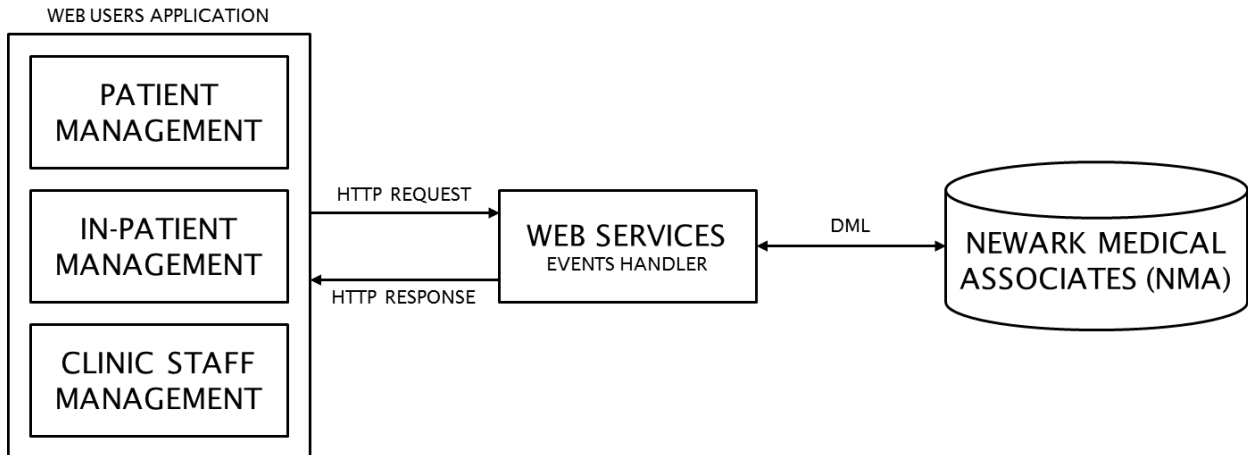 WEB USERS APPLICATION
PATIENT
MANAGEMENT
IN-PATIENT
MANAGEMENT
CLINIC STAFF
MANAGEMENT
HTTP REQUEST
HTTP RESPONSE
WEB SERVICES
EVENTS HANDLER
DML
NEWARK MEDICAL
ASSOCIATES (NMA)